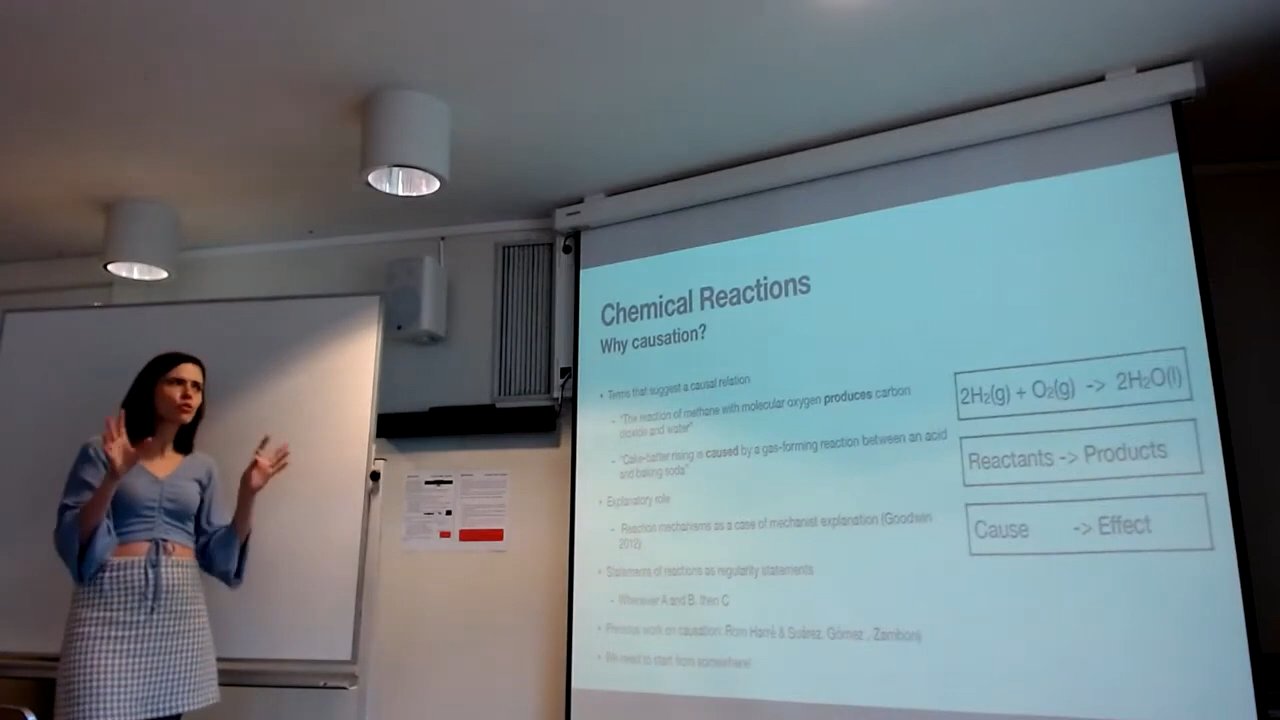 Chemical Reactions
Why causation?
• Terms that suggest a causal relation
– "The reaction of methane with molecular oxygen produces carbon
dioxide and water"
– "Cake-batter rising is caused by a gas-forming reaction between an acid
and baking soda"
• Explanatory role
– Reaction mechanisms as a case of mechanist explanation (Goodwin
2012)
• Statements of reactions as regularity statements
– Whenever A and B, then C
• Previous work on causation: Rom Harré & Suárez, Gómez , Zambon
• We need to start from somewhere!
2H₂(g) + O₂(g) -> 2H₂O(l)
Reactants -> Products
Cause -> Effect